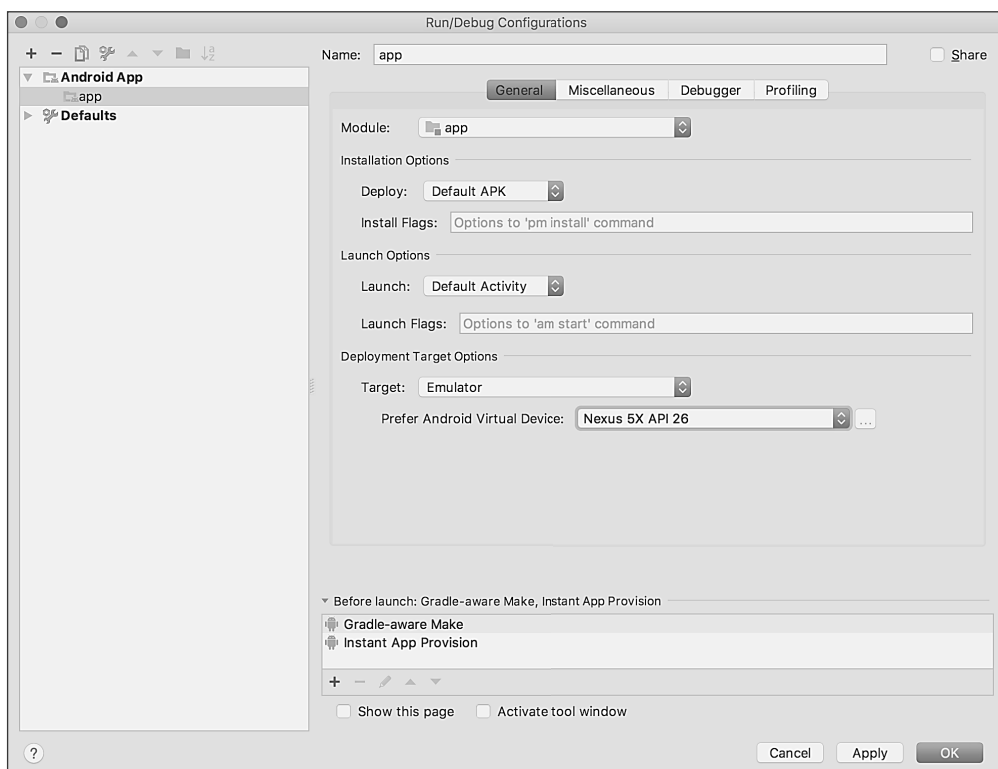 Run/Debug Configurations
Name: app Share
Android App
app
Defaults
General Miscellaneous Debugger Profiling
Module: app
Installation Options
Deploy: Default APK
Install Flags: Options to 'pm install' command
Launch Options
Launch: Default Activity
Launch Flags: Options to 'am start' command
Deployment Target Options
Target: Emulator
Prefer Android Virtual Device: Nexus 5X API 26 ...
Before launch: Gradle-aware Make, Instant App Provision
Gradle-aware Make
Instant App Provision
Show this page Activate tool window
? Cancel Apply OK